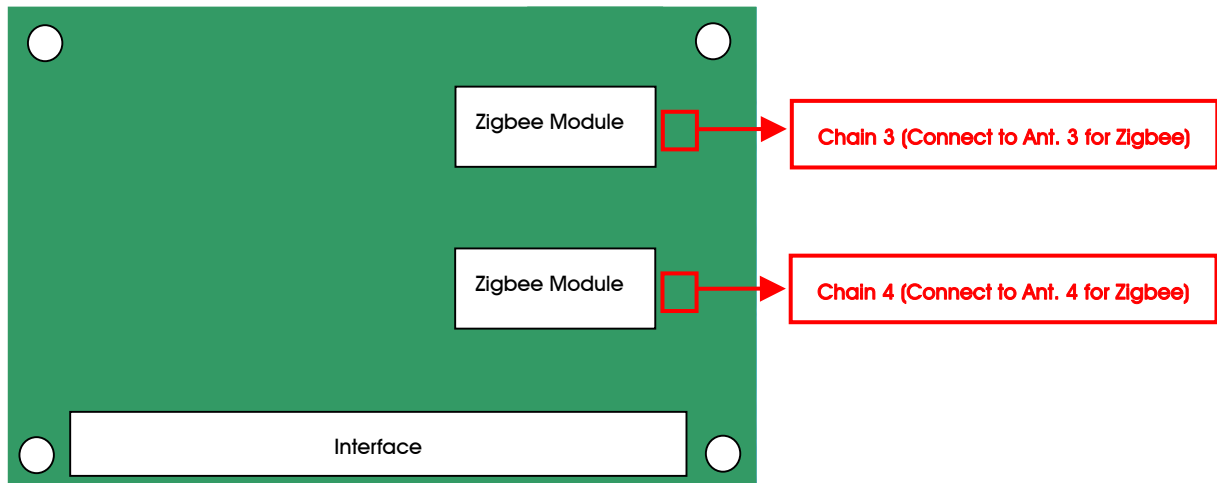 Zigbee Module
Chain 3 (Connect to Ant. 3 for Zigbee)
Zigbee Module
Chain 4 (Connect to Ant. 4 for Zigbee)
Interface